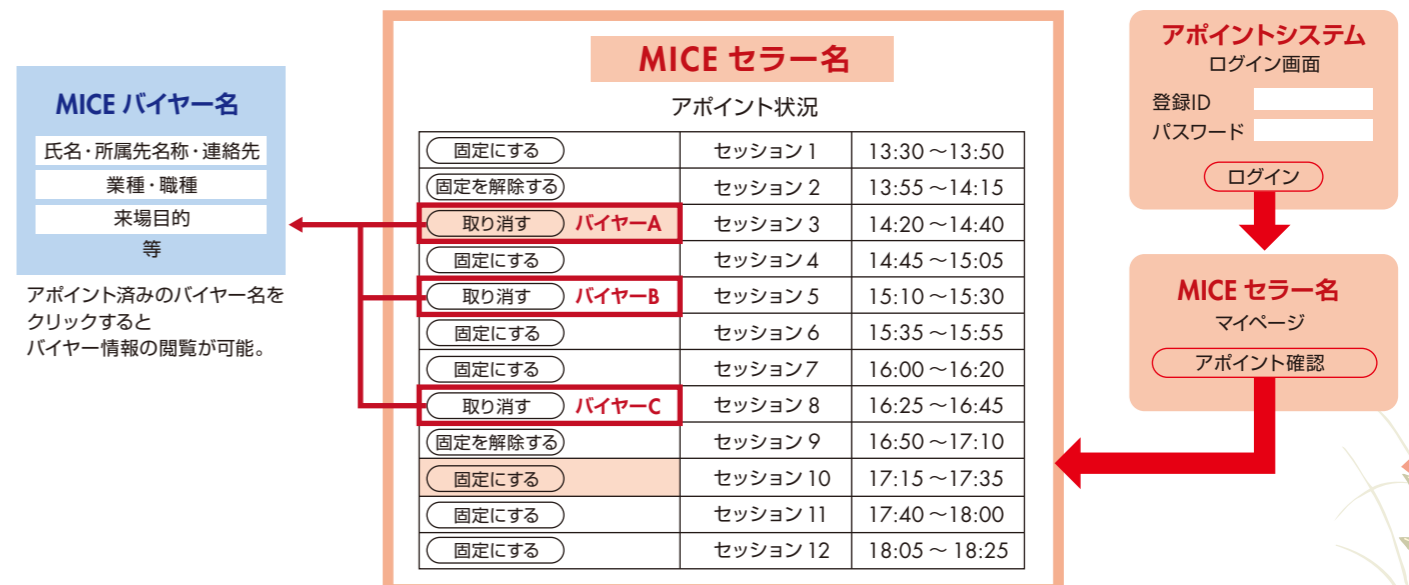 MICE バイヤー名
氏名・所属先名称・連絡先
業種・職種
来場目的
等
アポイント済みのバイヤー名を
クリックすると
バイヤー情報の閲覧が可能。
MICE セラー名
アポイント状況
固定にする セッション 1 13:30 ～13:50
固定を解除する セッション 2 13:55 ～14:15
取り消す バイヤーA セッション 3 14:20 ～14:40
固定にする セッション 4 14:45 ～15:05
取り消す バイヤーB セッション 5 15:10 ～15:30
固定にする セッション 6 15:35 ～15:55
固定にする セッション 7 16:00 ～16:20
取り消す バイヤーC セッション 8 16:25 ～16:45
固定を解除する セッション 9 16:50 ～17:10
固定にする セッション 10 17:15 ～17:35
固定にする セッション 11 17:40 ～18:00
固定にする セッション 12 18:05 ～ 18:25
アポイントシステム
ログイン画面
登録ID
パスワード
ログイン
MICE セラー名
マイページ
アポイント確認